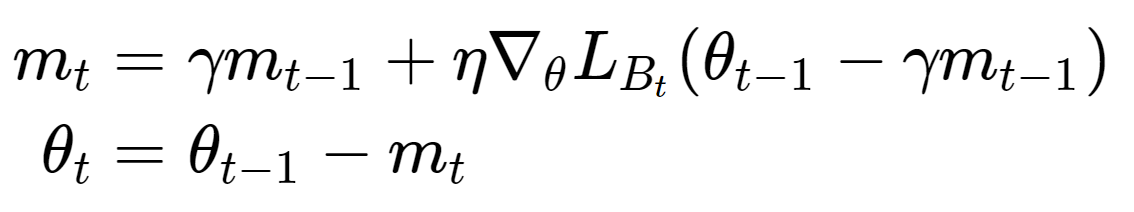 m_t = γm_{t−1} + η∇_θ L_{B_t}(θ_{t−1} − γm_{t−1})
θ_t = θ_{t−1} − m_t